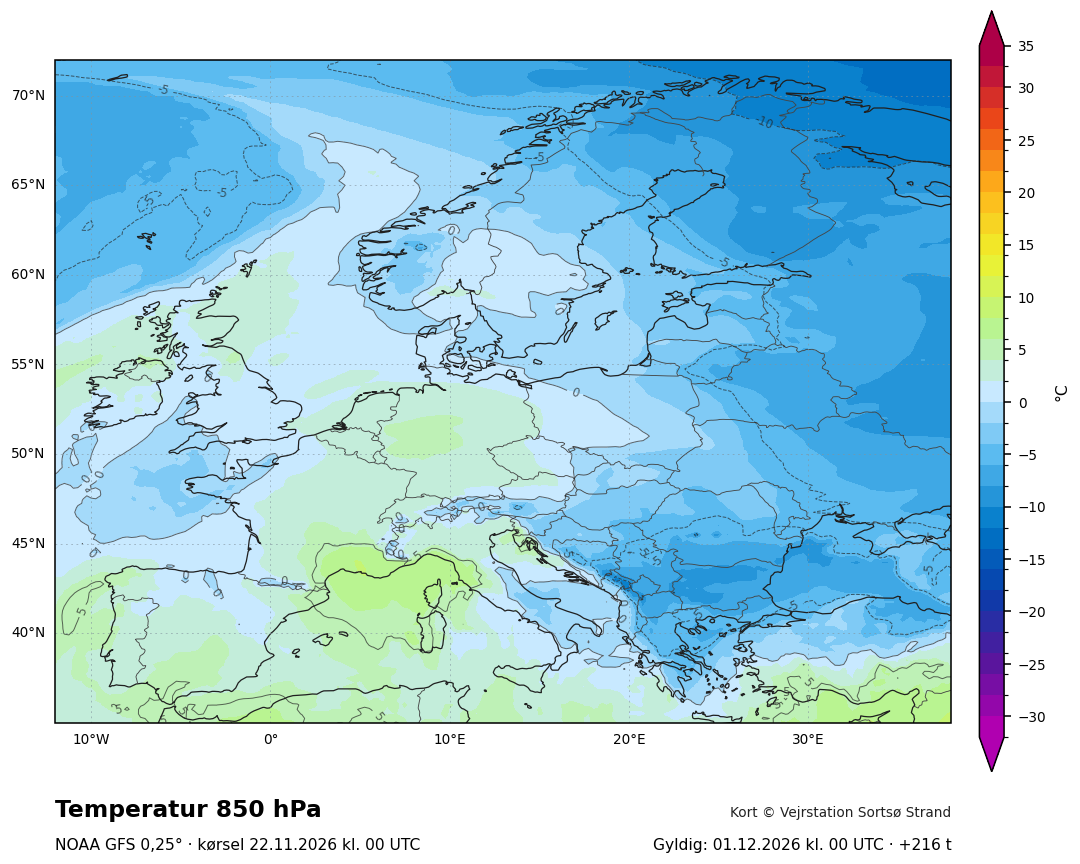 70°N
65°N
60°N
55°N
50°N
45°N
40°N
10°W
0°
10°E
20°E
30°E
35
30
25
20
15
10
5
0
−5
−10
−15
−20
−25
−30
°C
Temperatur 850 hPa
Kort © Vejrstation Sortsø Strand
NOAA GFS 0,25° · kørsel 22.11.2026 kl. 00 UTC
Gyldig: 01.12.2026 kl. 00 UTC · +216 t